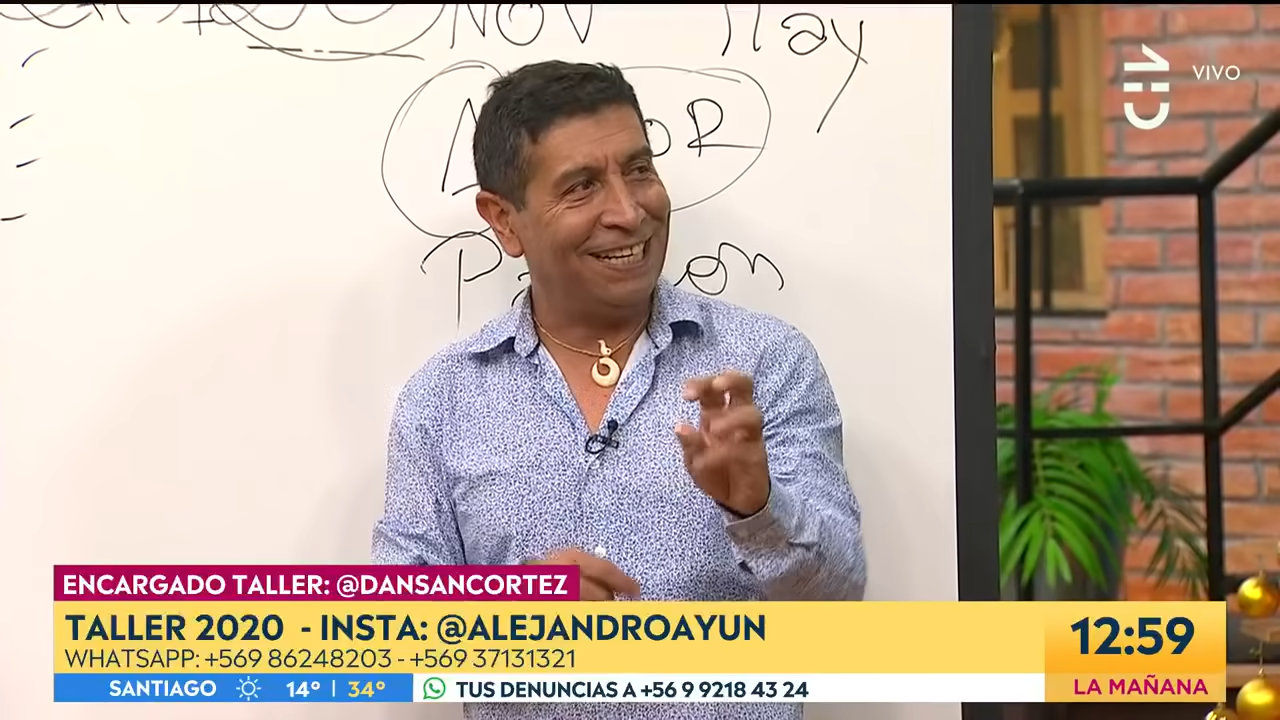 NOV Hay
CHV VIVO
ENCARGADO TALLER: @DANSANCORTEZ
TALLER 2020 - INSTA: @ALEJANDROAYUN
WHATSAPP: +569 86248203 - +569 37131321
12:59
LA MAÑANA
SANTIAGO 14° | 34° TUS DENUNCIAS A +56 9 9218 43 24